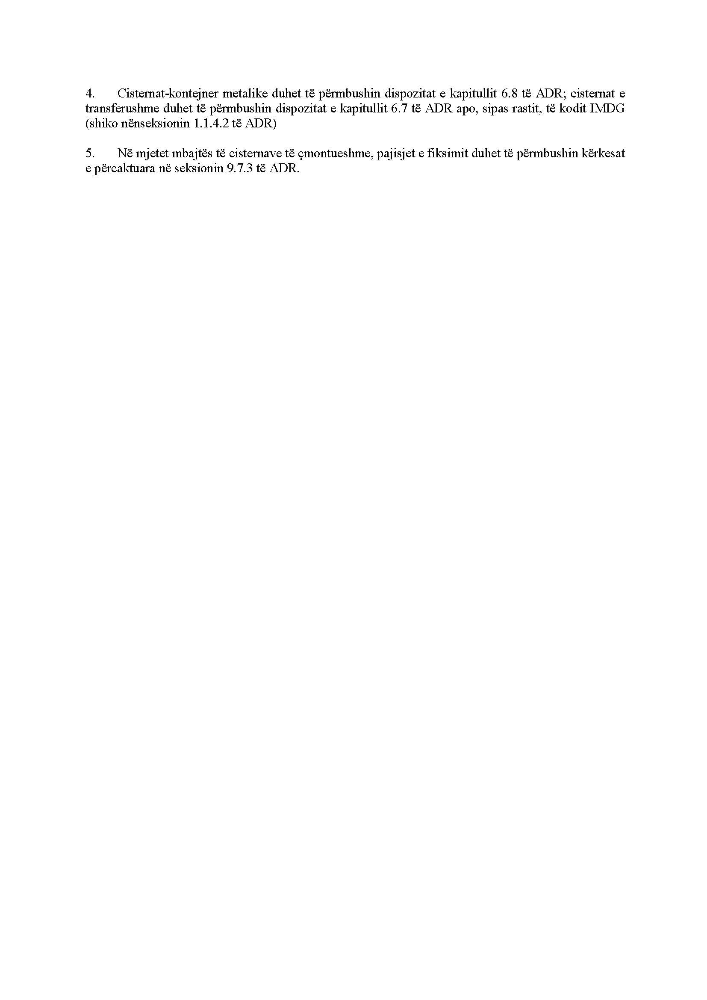 4. Cisternat-kontejner metalike duhet të përmbushin dispozitat e kapitullit 6.8 të ADR; cisternat e
transferushme duhet të përmbushin dispozitat e kapitullit 6.7 të ADR apo, sipas rastit, të kodit IMDG
(shiko nënseksionin 1.1.4.2 të ADR)
5. Në mjetet mbajtës të cisternave të çmontueshme, pajisjet e fiksimit duhet të përmbushin kërkesat
e përcaktuara në seksionin 9.7.3 të ADR.